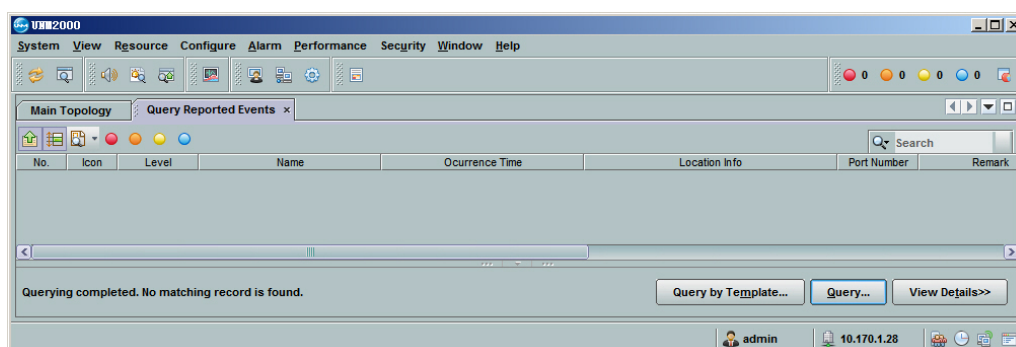 UNM2000
System View Resource Configure Alarm Performance Security Window Help
0 0 0 0
Main Topology Query Reported Events ×
Search
No. Icon Level Name Ocurrence Time Location Info Port Number Remark
Querying completed. No matching record is found. Query by Template... Query... View Details>>
admin 10.170.1.28